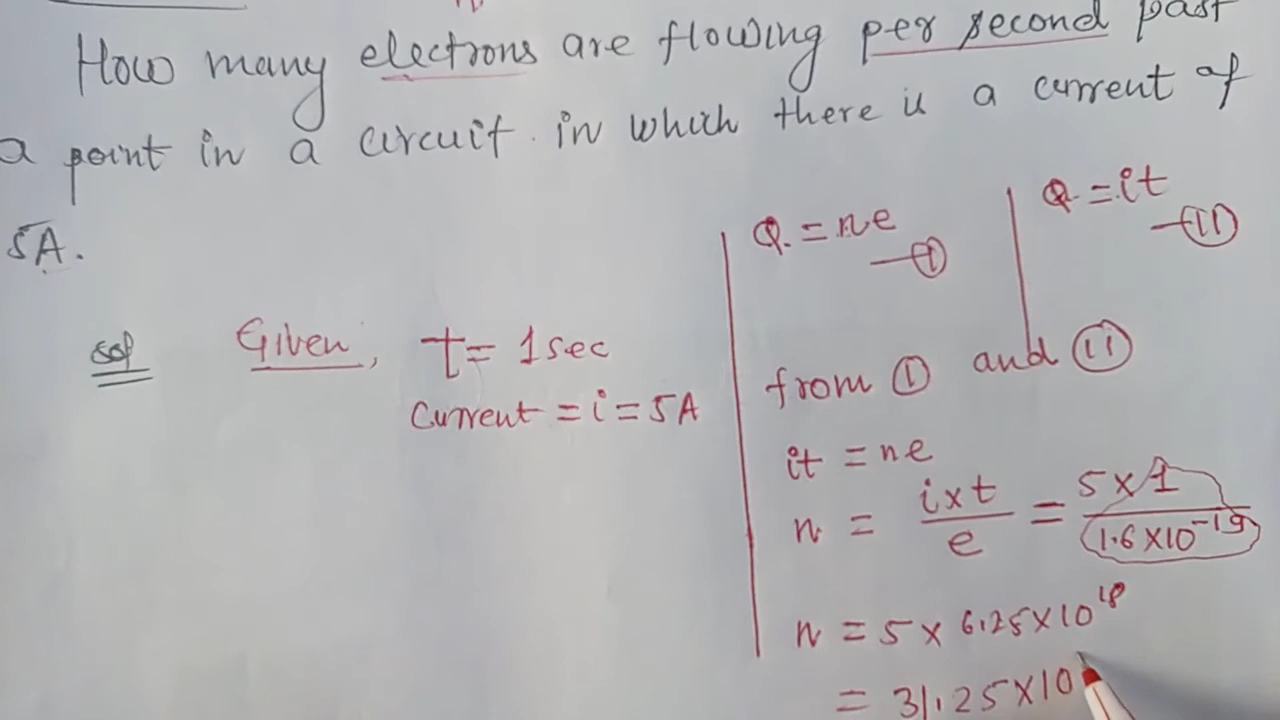 How many electrons are flowing per second past
a point in a circuit in which there is a current of
5A.
Sol Given, t = 1 sec
Current = i = 5A
Q = ne
— (I)
Q = it
— (II)
from (I) and (II)
it = ne
n = i×t/e = 5×1/1.6×10⁻¹⁹
n = 5 × 6.25×10¹⁸
= 31.25×10